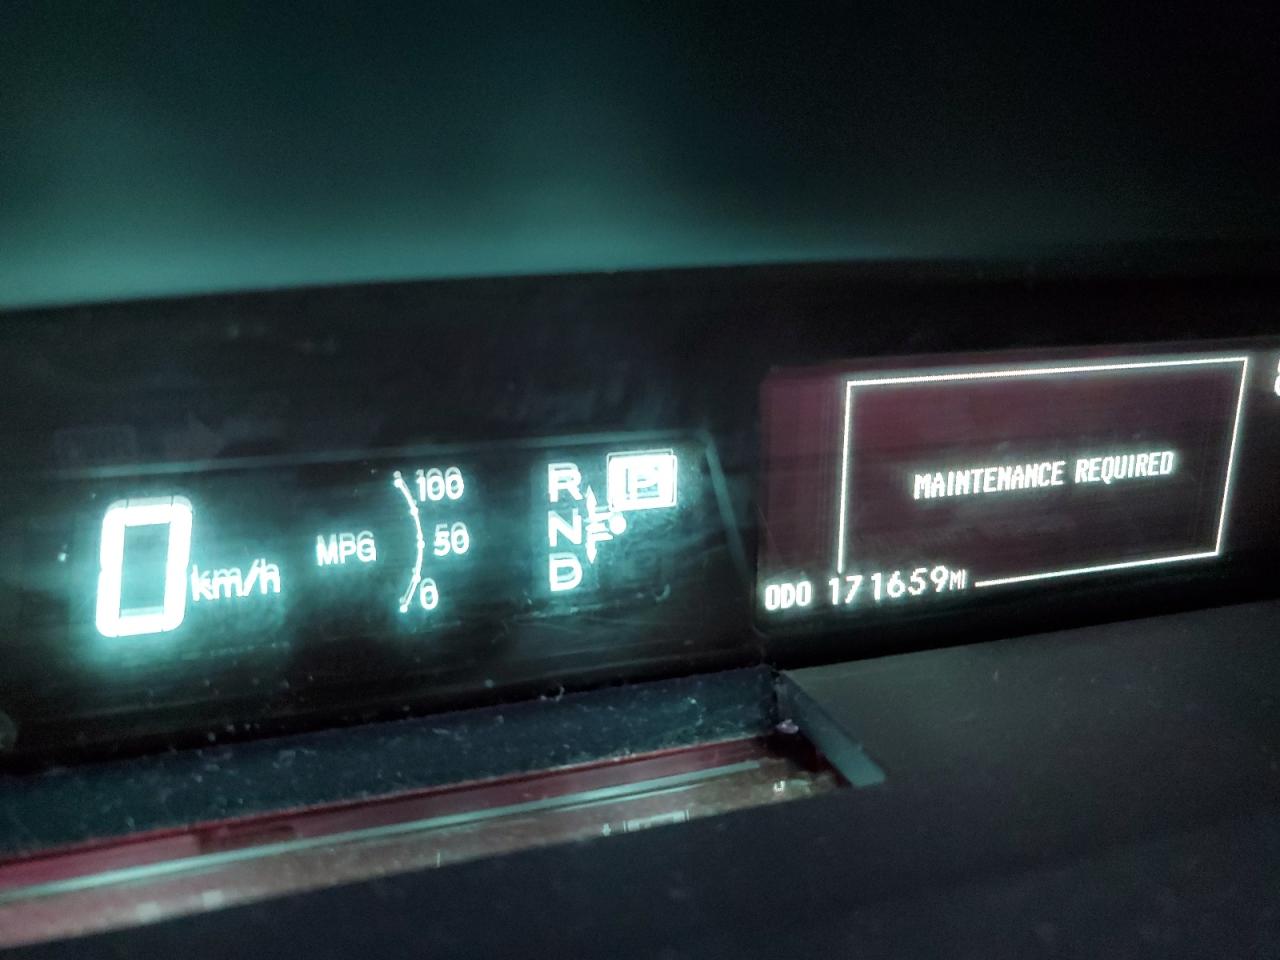 0 km/h
MPG
100
50
0
R P
N
D
MAINTENANCE REQUIRED
ODO 171659MI